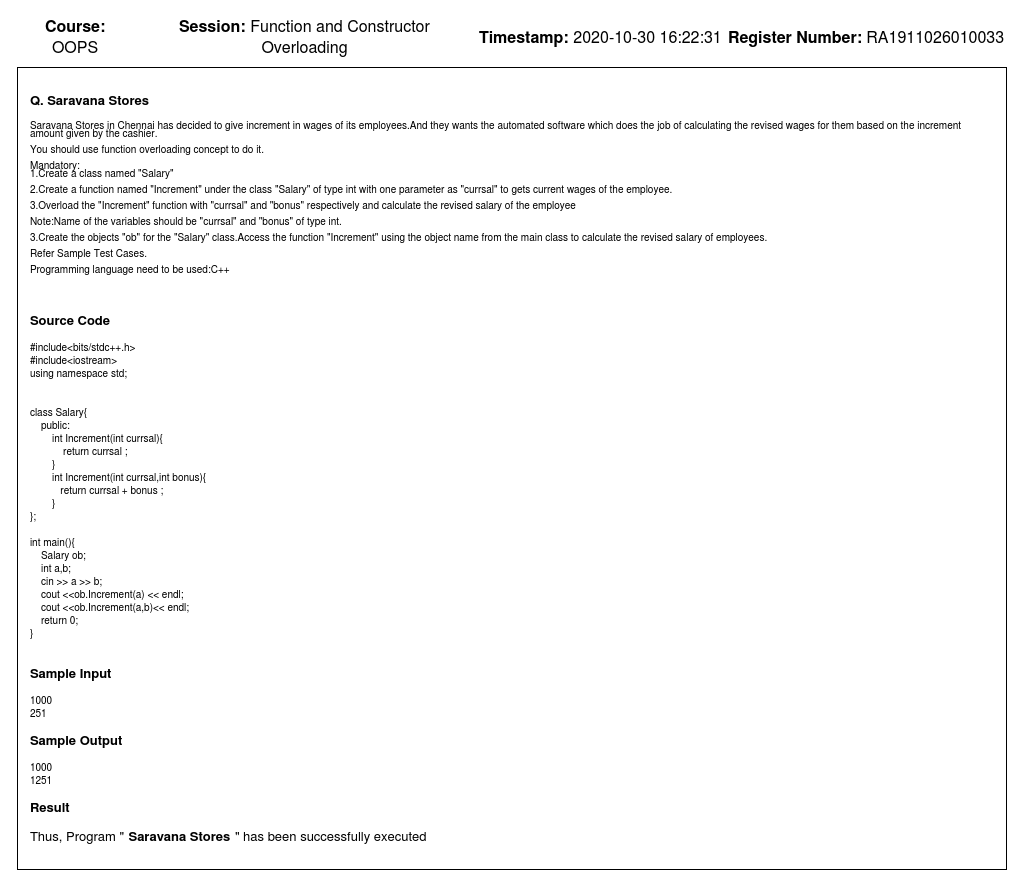 Course: OOPS
Session: Function and Constructor Overloading
Timestamp: 2020-10-30 16:22:31
Register Number: RA1911026010033
Q. Saravana Stores
Saravana Stores in Chennai has decided to give increment in wages of its employees.And they wants the automated software which does the job of calculating the revised wages for them based on the increment
amount given by the cashier.
You should use function overloading concept to do it.
Mandatory:
1.Create a class named "Salary"
2.Create a function named "Increment" under the class "Salary" of type int with one parameter as "currsal" to gets current wages of the employee.
3.Overload the "Increment" function with "currsal" and "bonus" respectively and calculate the revised salary of the employee
Note:Name of the variables should be "currsal" and "bonus" of type int.
3.Create the objects "ob" for the "Salary" class.Access the function "Increment" using the object name from the main class to calculate the revised salary of employees.
Refer Sample Test Cases.
Programming language need to be used:C++
Source Code
#include<bits/stdc++.h>
#include<iostream>
using namespace std;
class Salary{
    public:
        int Increment(int currsal){
            return currsal ;
        }
        int Increment(int currsal,int bonus){
           return currsal + bonus ;
        }
};
int main(){
    Salary ob;
    int a,b;
    cin >> a >> b;
    cout <<ob.Increment(a) << endl;
    cout <<ob.Increment(a,b)<< endl;
    return 0;
}
Sample Input
1000
251
Sample Output
1000
1251
Result
Thus, Program " Saravana Stores " has been successfully executed